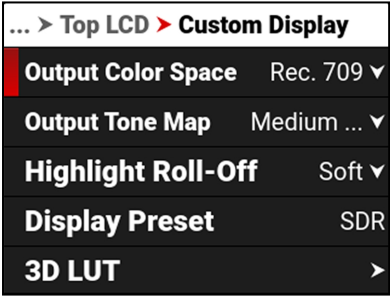 ... > Top LCD > Custom Display
Output Color Space Rec. 709
Output Tone Map Medium ...
Highlight Roll-Off Soft
Display Preset SDR
3D LUT